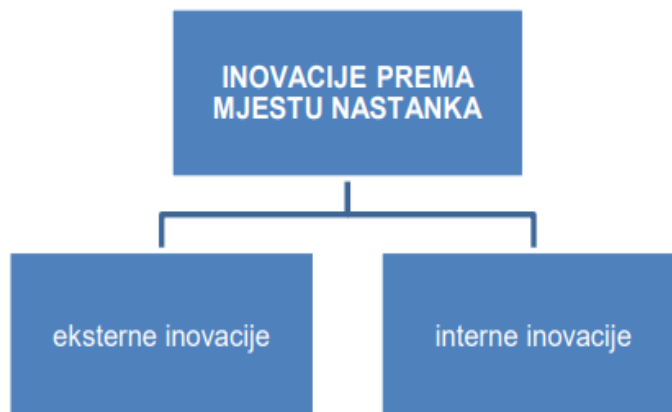 INOVACIJE PREMA
MJESTU NASTANKA
eksterne inovacije
interne inovacije